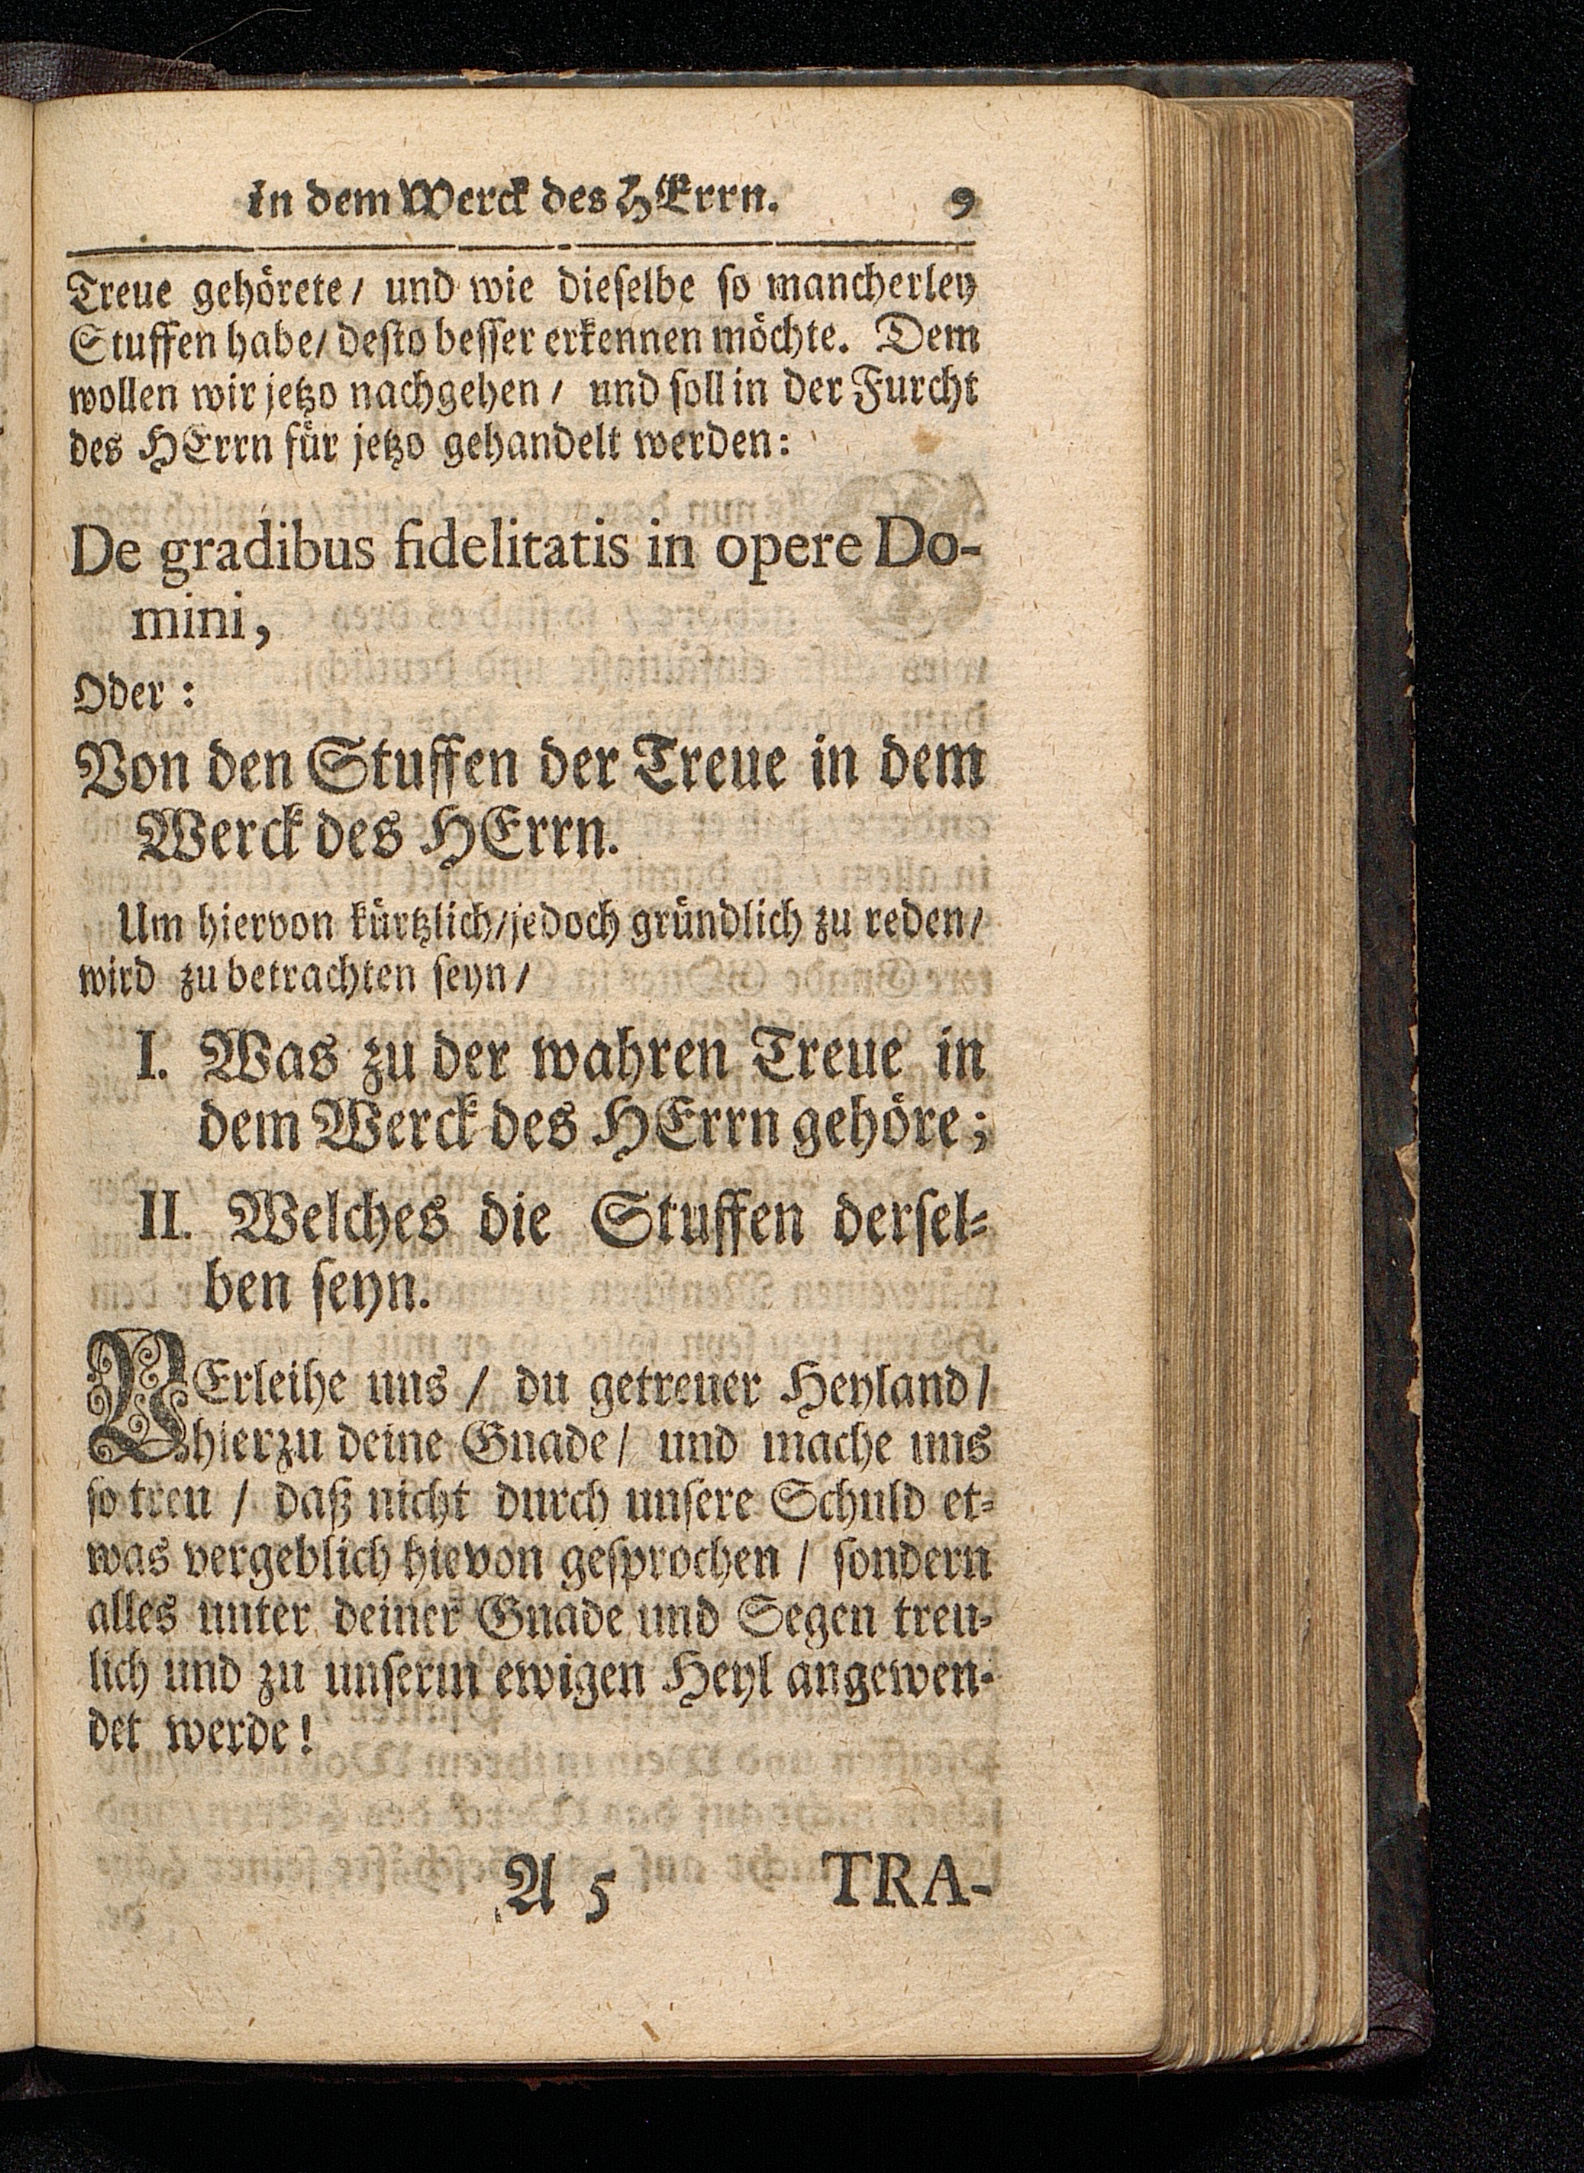 in dem Werck des HErrn. 9
Treue gehörete/ und wie dieselbe so mancherley
Stuffen habe/ desto besser erkennen möchte. Dem
wollen wir jetzo nachgehen/ und soll in der Furcht
des HErrn für jetzo gehandelt werden:
De gradibus fidelitatis in opere Do-
mini,
Oder:
Von den Stuffen der Treue in dem
Werck des HErrn.
Um hiervon kürtzlich/jedoch gründlich zu reden/
wird zu betrachten seyn/
I. Was zu der wahren Treue in
dem Werck des HErrn gehöre;
II. Welches die Stuffen dersel-
ben seyn.
VErleihe uns / du getreuer Heyland/
hierzu deine Gnade/ und mache uns
so treu / daß nicht durch unsere Schuld et-
was vergeblich hievon gesprochen / sondern
alles unter deiner Gnade und Segen treu-
lich und zu unserm ewigen Heyl angewen-
det werde!
A 5 TRA-